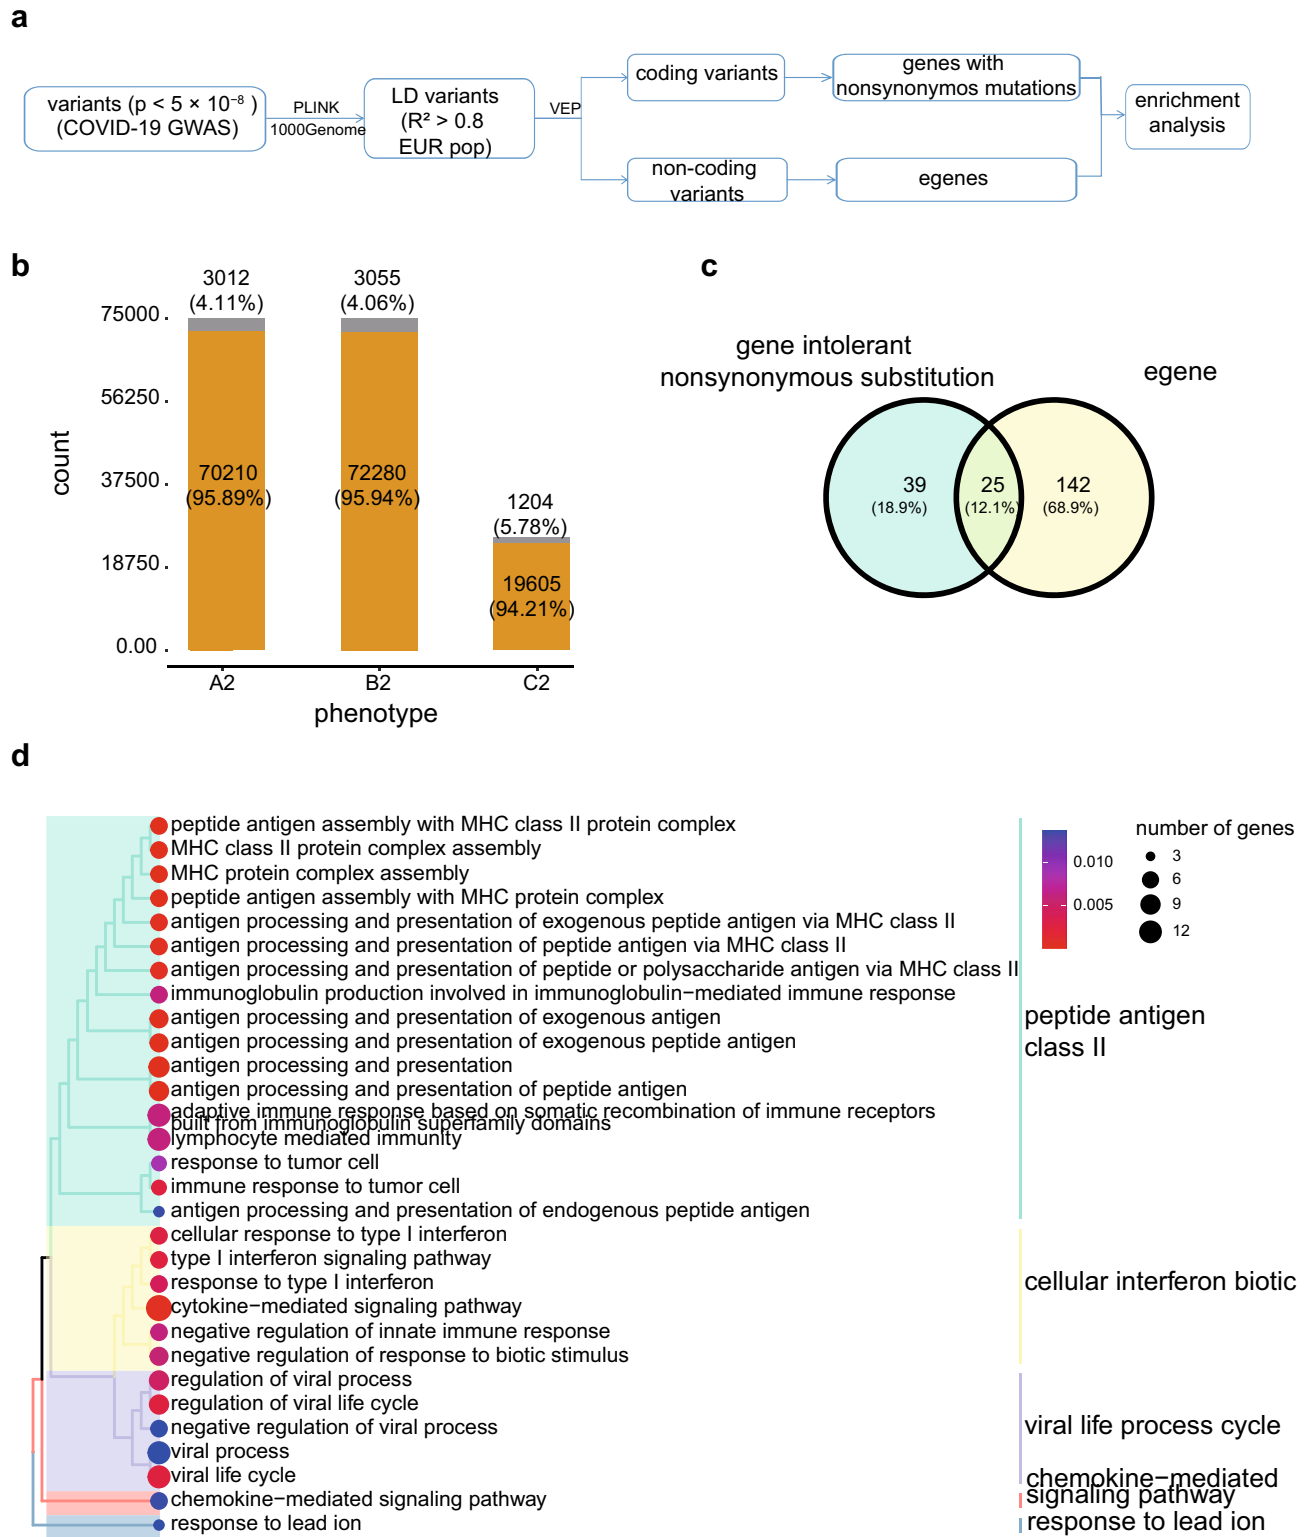 a
variants (p < 5 × 10⁻⁸ )
(COVID-19 GWAS)
PLINK
1000Genome
LD variants
(R² > 0.8
EUR pop)
VEP
coding variants
genes with
nonsynonymos mutations
non-coding
variants
egenes
enrichment
analysis
b
count
75000
56250
37500
18750
0.00
3012
(4.11%)
70210
(95.89%)
3055
(4.06%)
72280
(95.94%)
1204
(5.78%)
19605
(94.21%)
A2
B2
C2
phenotype
c
gene intolerant
nonsynonymous substitution
egene
39
(18.9%)
25
(12.1%)
142
(68.9%)
d
peptide antigen assembly with MHC class II protein complex
MHC class II protein complex assembly
MHC protein complex assembly
peptide antigen assembly with MHC protein complex
antigen processing and presentation of exogenous peptide antigen via MHC class II
antigen processing and presentation of peptide antigen via MHC class II
antigen processing and presentation of peptide or polysaccharide antigen via MHC class II
immunoglobulin production involved in immunoglobulin−mediated immune response
antigen processing and presentation of exogenous antigen
antigen processing and presentation of exogenous peptide antigen
antigen processing and presentation
antigen processing and presentation of peptide antigen
adaptive immune response based on somatic recombination of immune receptors
built from immunoglobulin superfamily domains
lymphocyte mediated immunity
response to tumor cell
immune response to tumor cell
antigen processing and presentation of endogenous peptide antigen
cellular response to type I interferon
type I interferon signaling pathway
response to type I interferon
cytokine−mediated signaling pathway
negative regulation of innate immune response
negative regulation of response to biotic stimulus
regulation of viral process
regulation of viral life cycle
negative regulation of viral process
viral process
viral life cycle
chemokine−mediated signaling pathway
response to lead ion
0.010
0.005
number of genes
3
6
9
12
peptide antigen
class II
cellular interferon biotic
viral life process cycle
chemokine−mediated
signaling pathway
response to lead ion